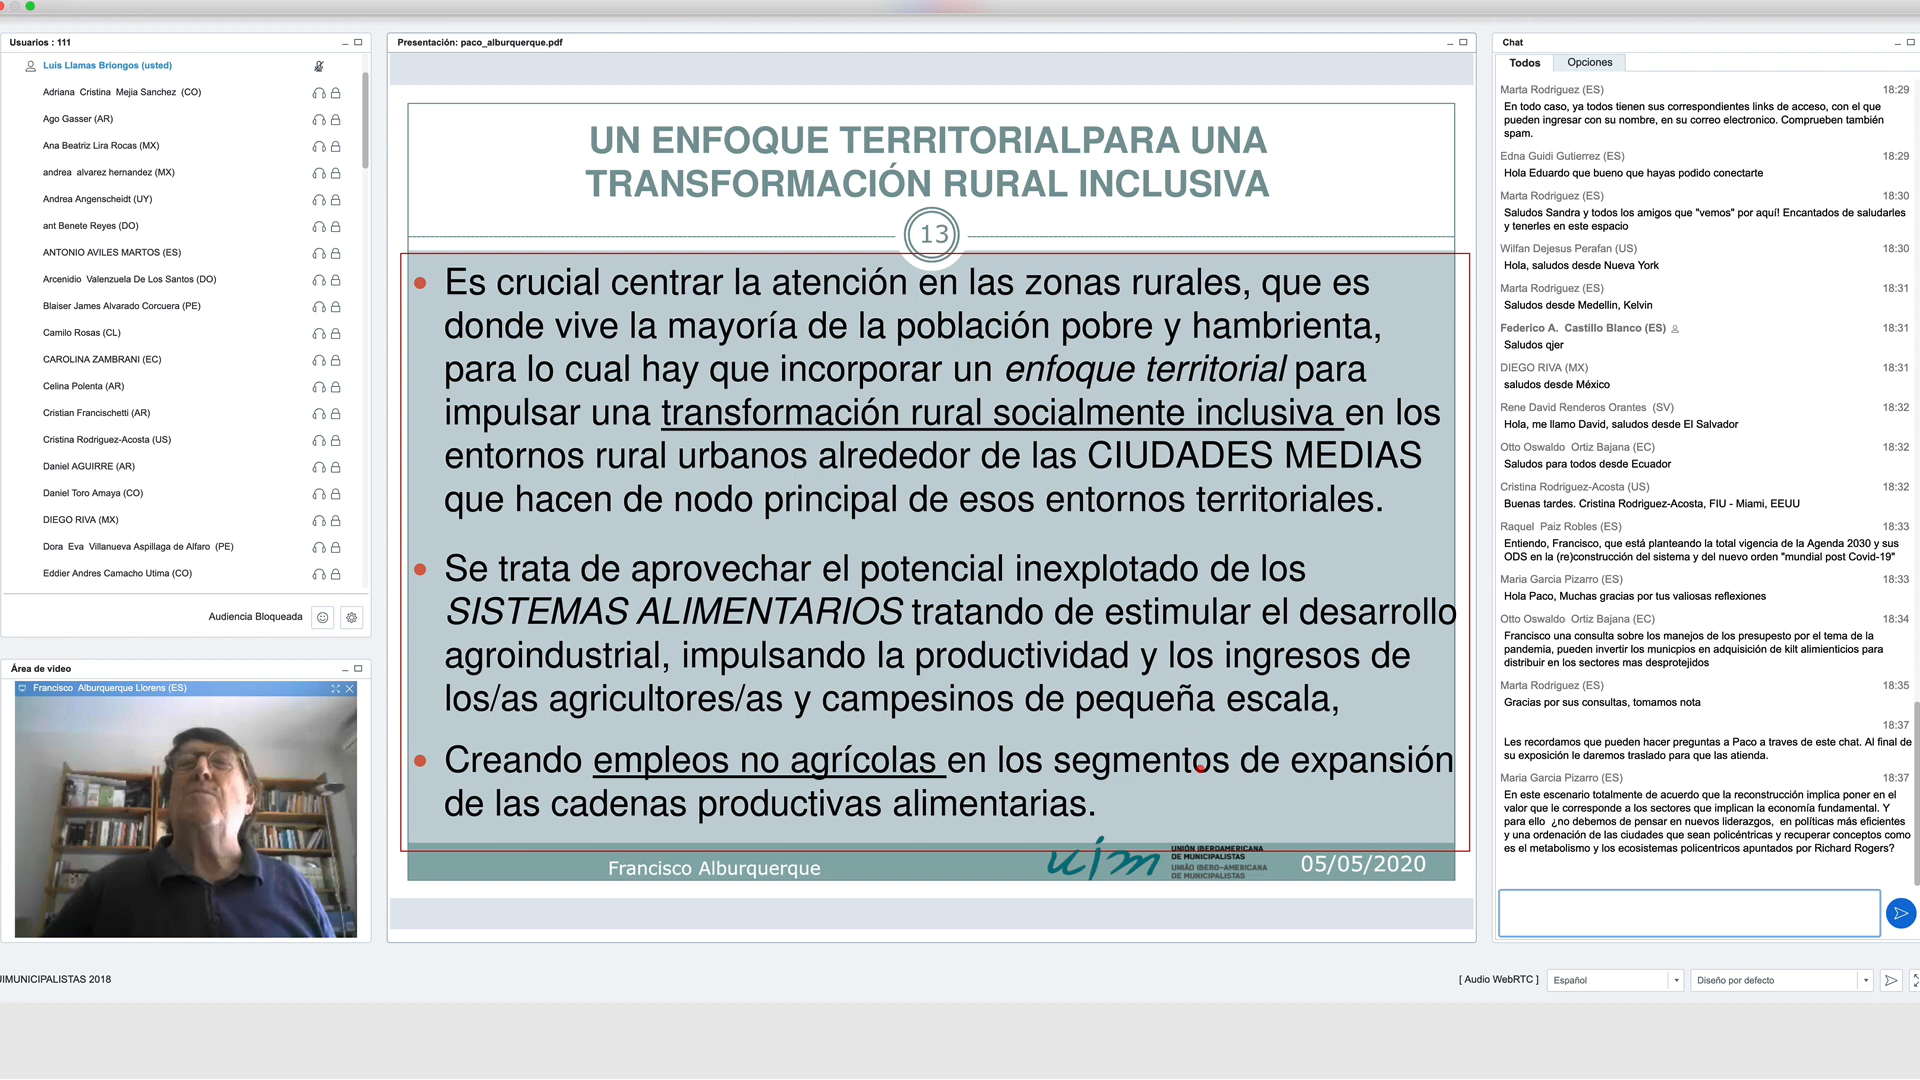 Usuarios : 111
Luis Llamas Briongos (usted)
Adriana Cristina Mejia Sanchez (CO)
Ago Gasser (AR)
Ana Beatriz Lira Rocas (MX)
andrea alvarez hernandez (MX)
Andrea Angenscheidt (UY)
ant Benete Reyes (DO)
ANTONIO AVILES MARTOS (ES)
Arcenidio Valenzuela De Los Santos (DO)
Blaiser James Alvarado Corcuera (PE)
Camilo Rosas (CL)
CAROLINA ZAMBRANI (EC)
Celina Polenta (AR)
Cristian Francischetti (AR)
Cristina Rodriguez-Acosta (US)
Daniel AGUIRRE (AR)
Daniel Toro Amaya (CO)
DIEGO RIVA (MX)
Dora Eva Villanueva Aspillaga de Alfaro (PE)
Eddier Andres Camacho Utima (CO)
Audiencia Bloqueada
Área de video
Francisco Alburquerque Llorens (ES)
Presentación: paco_alburquerque.pdf
UN ENFOQUE TERRITORIALPARA UNA
TRANSFORMACIÓN RURAL INCLUSIVA
13
• Es crucial centrar la atención en las zonas rurales, que es
donde vive la mayoría de la población pobre y hambrienta,
para lo cual hay que incorporar un enfoque territorial para
impulsar una transformación rural socialmente inclusiva en los
entornos rural urbanos alrededor de las CIUDADES MEDIAS
que hacen de nodo principal de esos entornos territoriales.
• Se trata de aprovechar el potencial inexplotado de los
SISTEMAS ALIMENTARIOS tratando de estimular el desarrollo
agroindustrial, impulsando la productividad y los ingresos de
los/as agricultores/as y campesinos de pequeña escala,
• Creando empleos no agrícolas en los segmentos de expansión
de las cadenas productivas alimentarias.
Francisco Alburquerque
uim
UNIÓN IBEROAMERICANA
DE MUNICIPALISTAS
UNIÃO IBERO-AMERICANA
DE MUNICIPALISTAS
05/05/2020
Chat
Todos Opciones
Marta Rodriguez (ES) 18:29
En todo caso, ya todos tienen sus correspondientes links de acceso, con el que
pueden ingresar con su nombre, en su correo electronico. Comprueben también
spam.
Edna Guidi Gutierrez (ES) 18:29
Hola Eduardo que bueno que hayas podido conectarte
Marta Rodriguez (ES) 18:30
Saludos Sandra y todos los amigos que "vemos" por aquí! Encantados de saludarles
y tenerles en este espacio
Wilfan Dejesus Perafan (US) 18:30
Hola, saludos desde Nueva York
Marta Rodriguez (ES) 18:31
Saludos desde Medellin, Kelvin
Federico A. Castillo Blanco (ES) 18:31
Saludos qjer
DIEGO RIVA (MX) 18:31
saludos desde México
Rene David Renderos Orantes (SV) 18:32
Hola, me llamo David, saludos desde El Salvador
Otto Oswaldo Ortiz Bajana (EC) 18:32
Saludos para todos desde Ecuador
Cristina Rodriguez-Acosta (US) 18:32
Buenas tardes. Cristina Rodriguez-Acosta, FIU - Miami, EEUU
Raquel Paiz Robles (ES) 18:33
Entiendo, Francisco, que está planteando la total vigencia de la Agenda 2030 y sus
ODS en la (re)construcción del sistema y del nuevo orden "mundial post Covid-19"
Maria Garcia Pizarro (ES) 18:33
Hola Paco, Muchas gracias por tus valiosas reflexiones
Otto Oswaldo Ortiz Bajana (EC) 18:34
Francisco una consulta sobre los manejos de los presupesto por el tema de la
pandemia, pueden invertir los municpios en adquisición de kilt alimienticios para
distribuir en los sectores mas desprotejidos
Marta Rodriguez (ES) 18:35
Gracias por sus consultas, tomamos nota
18:37
Les recordamos que pueden hacer preguntas a Paco a traves de este chat. Al final de
su exposición le daremos traslado para que las atienda.
Maria Garcia Pizarro (ES) 18:37
En este escenario totalmente de acuerdo que la reconstrucción implica poner en el
valor que le corresponde a los sectores que implican la economía fundamental. Y
para ello ¿no debemos de pensar en nuevos liderazgos, en políticas más eficientes
y una ordenación de las ciudades que sean policéntricas y recuperar conceptos como
es el metabolismo y los ecosistemas policentricos apuntados por Richard Rogers?
UIMUNICIPALISTAS 2018
[ Audio WebRTC ] Español Diseño por defecto